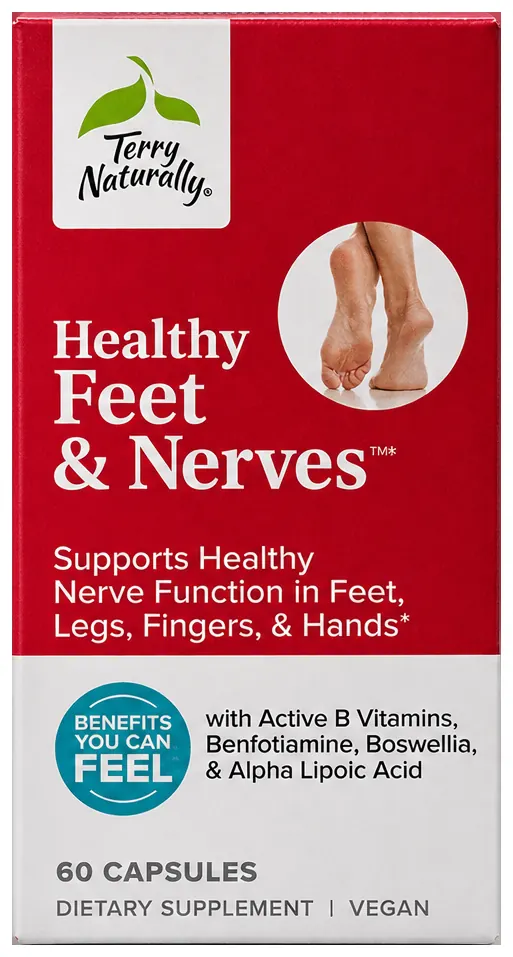 Terry
Naturally®
Healthy
Feet
& Nerves™*
Supports Healthy
Nerve Function in Feet,
Legs, Fingers, & Hands*
BENEFITS
YOU CAN
FEEL
with Active B Vitamins,
Benfotiamine, Boswellia,
& Alpha Lipoic Acid
60 CAPSULES
DIETARY SUPPLEMENT | VEGAN